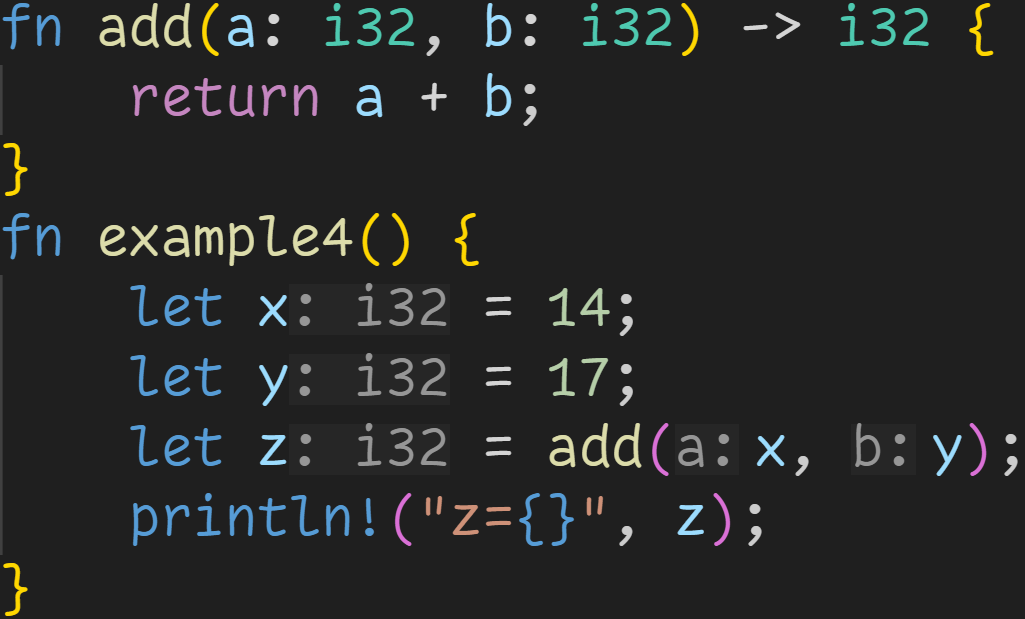 fn add(a: i32, b: i32) -> i32 {
    return a + b;
}
fn example4() {
    let x: i32 = 14;
    let y: i32 = 17;
    let z: i32 = add(a: x, b: y);
    println!("z={}", z);
}